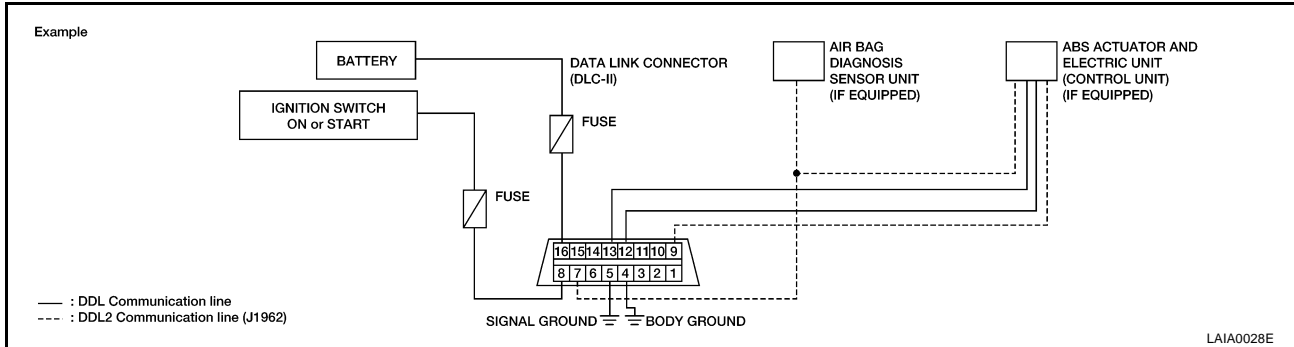 Example
BATTERY
IGNITION SWITCH
ON or START
DATA LINK CONNECTOR
(DLC-II)
FUSE
FUSE
AIR BAG
DIAGNOSIS
SENSOR UNIT
(IF EQUIPPED)
ABS ACTUATOR AND
ELECTRIC UNIT
(CONTROL UNIT)
(IF EQUIPPED)
16 15 14 13 12 11 10 9
8 7 6 5 4 3 2 1
SIGNAL GROUND
BODY GROUND
: DDL Communication line
: DDL2 Communication line (J1962)
LAIA0028E